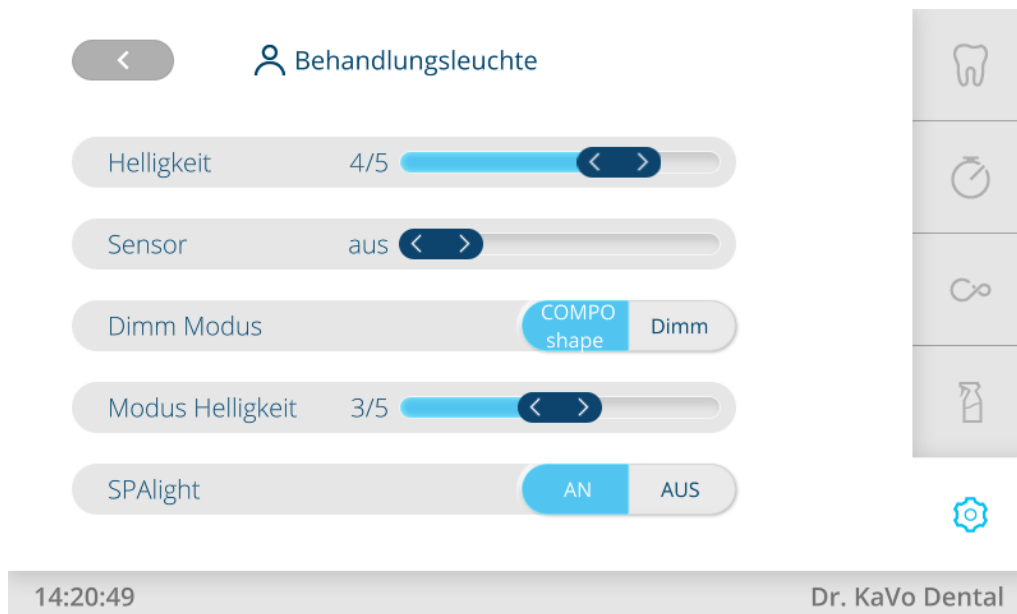 Behandlungsleuchte
Helligkeit 4/5
Sensor aus
Dimm Modus COMPO shape Dimm
Modus Helligkeit 3/5
SPAlight AN AUS
14:20:49 Dr. KaVo Dental